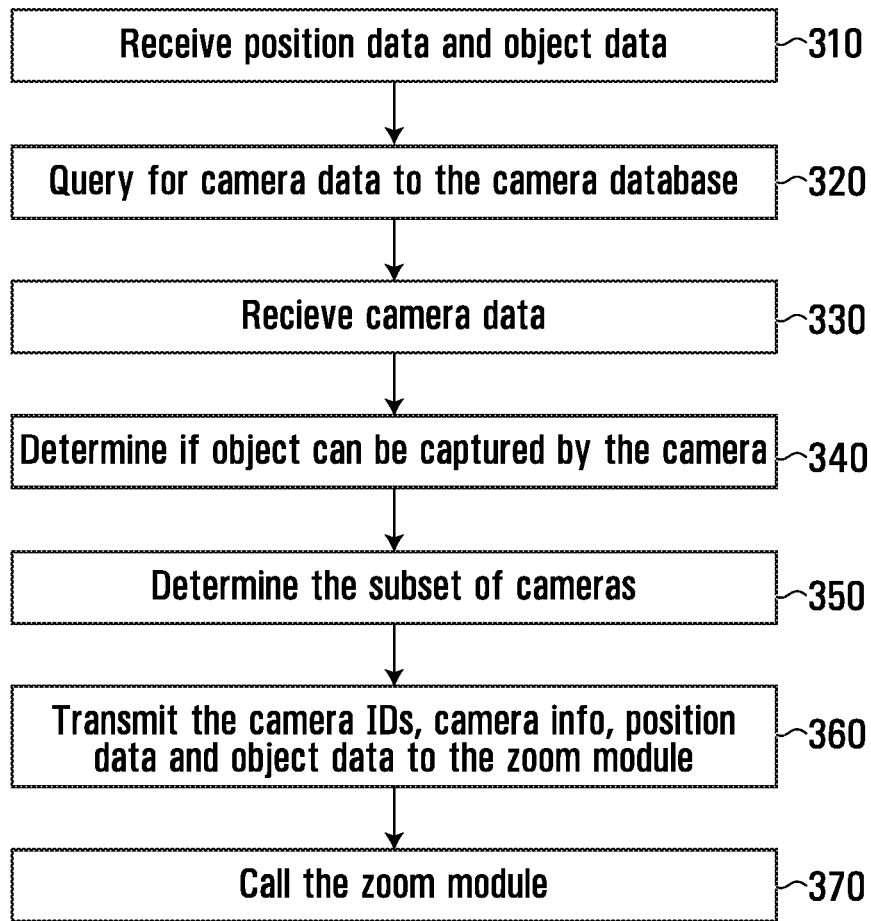 Receive position data and object data
310
Query for camera data to the camera database
320
Recieve camera data
330
Determine if object can be captured by the camera
340
Determine the subset of cameras
350
Transmit the camera IDs, camera info, position
data and object data to the zoom module
360
Call the zoom module
370